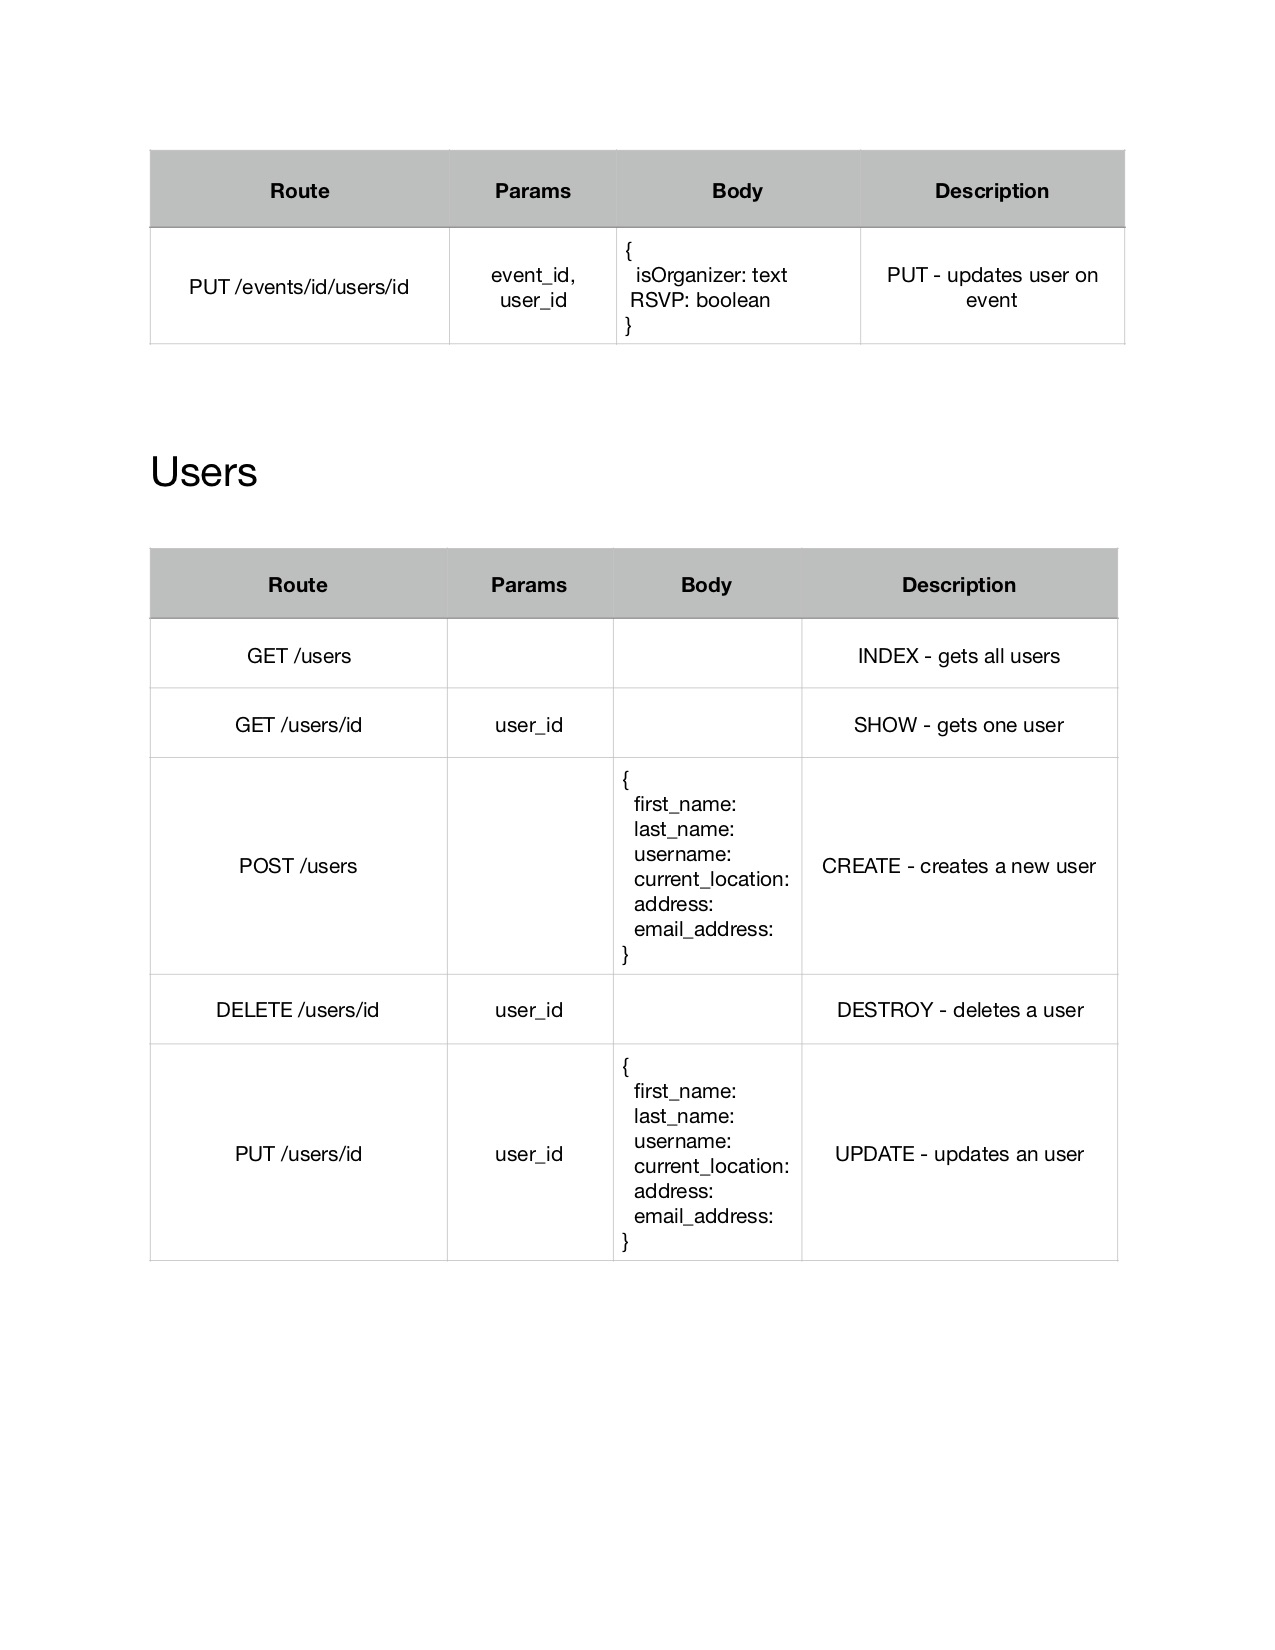 Route Params Body Description
PUT /events/id/users/id
event_id,
user_id
{
isOrganizer: text
RSVP: boolean
}
PUT - updates user on
event
Users
Route Params Body Description
GET /users INDEX - gets all users
GET /users/id user_id SHOW - gets one user
POST /users
{
first_name:
last_name:
username:
current_location:
address:
email_address:
}
CREATE - creates a new user
DELETE /users/id user_id DESTROY - deletes a user
PUT /users/id user_id
{
first_name:
last_name:
username:
current_location:
address:
email_address:
}
UPDATE - updates an user